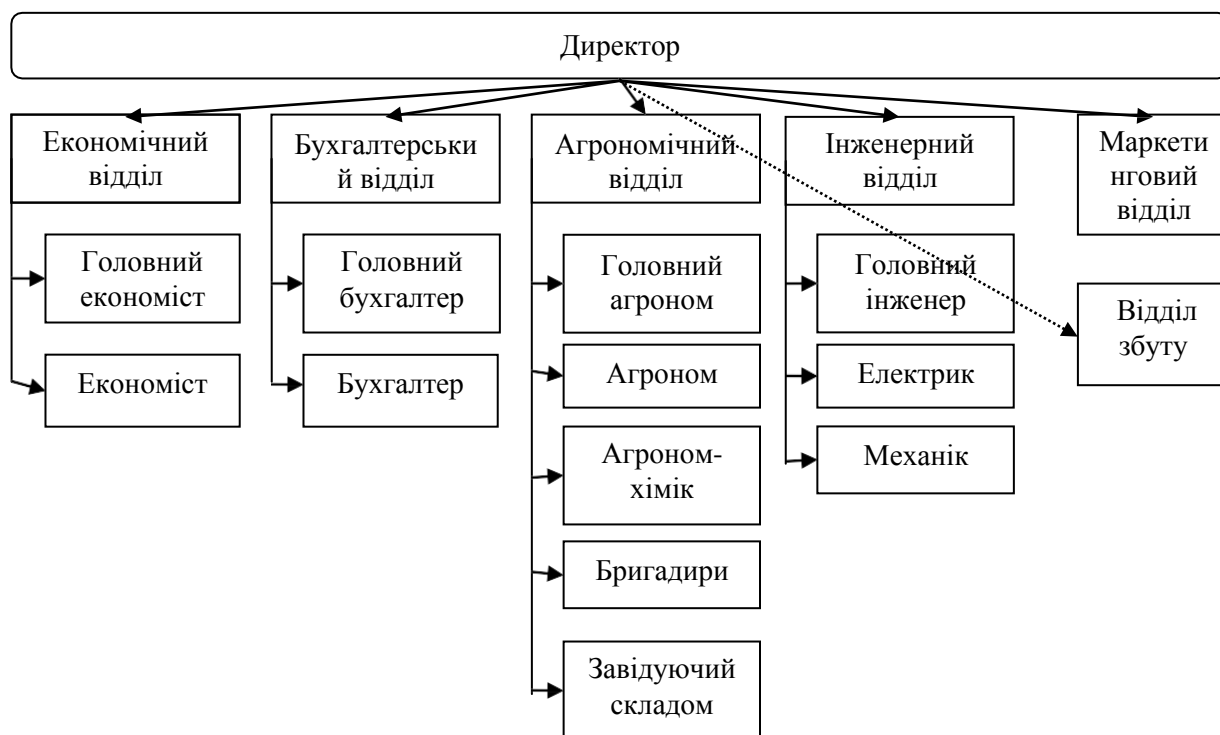 Директор
Економічний
відділ
Бухгалтерськи
й відділ
Агрономічний
відділ
Інженерний
відділ
Маркети
нговий
відділ
Головний
економіст
Головний
бухгалтер
Головний
агроном
Головний
інженер
Відділ
збуту
Економіст
Бухгалтер
Агроном
Електрик
Агроном-
хімік
Механік
Бригадири
Завідуючий
складом